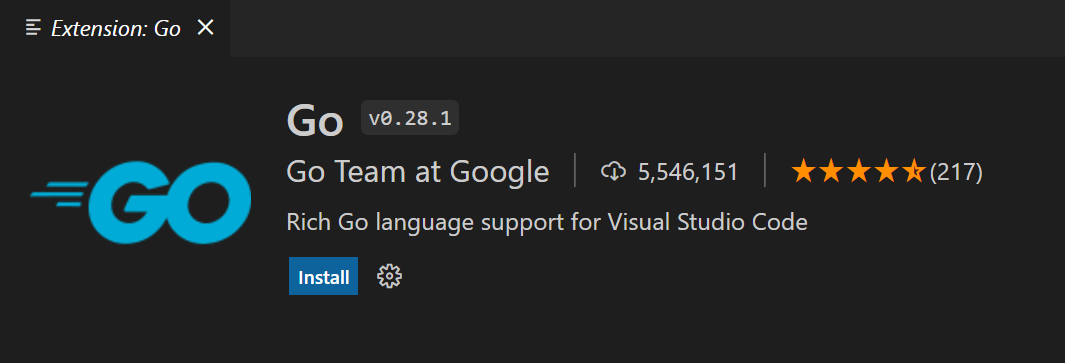 Extension: Go
Go v0.28.1
Go Team at Google 5,546,151 (217)
GO
Rich Go language support for Visual Studio Code
Install